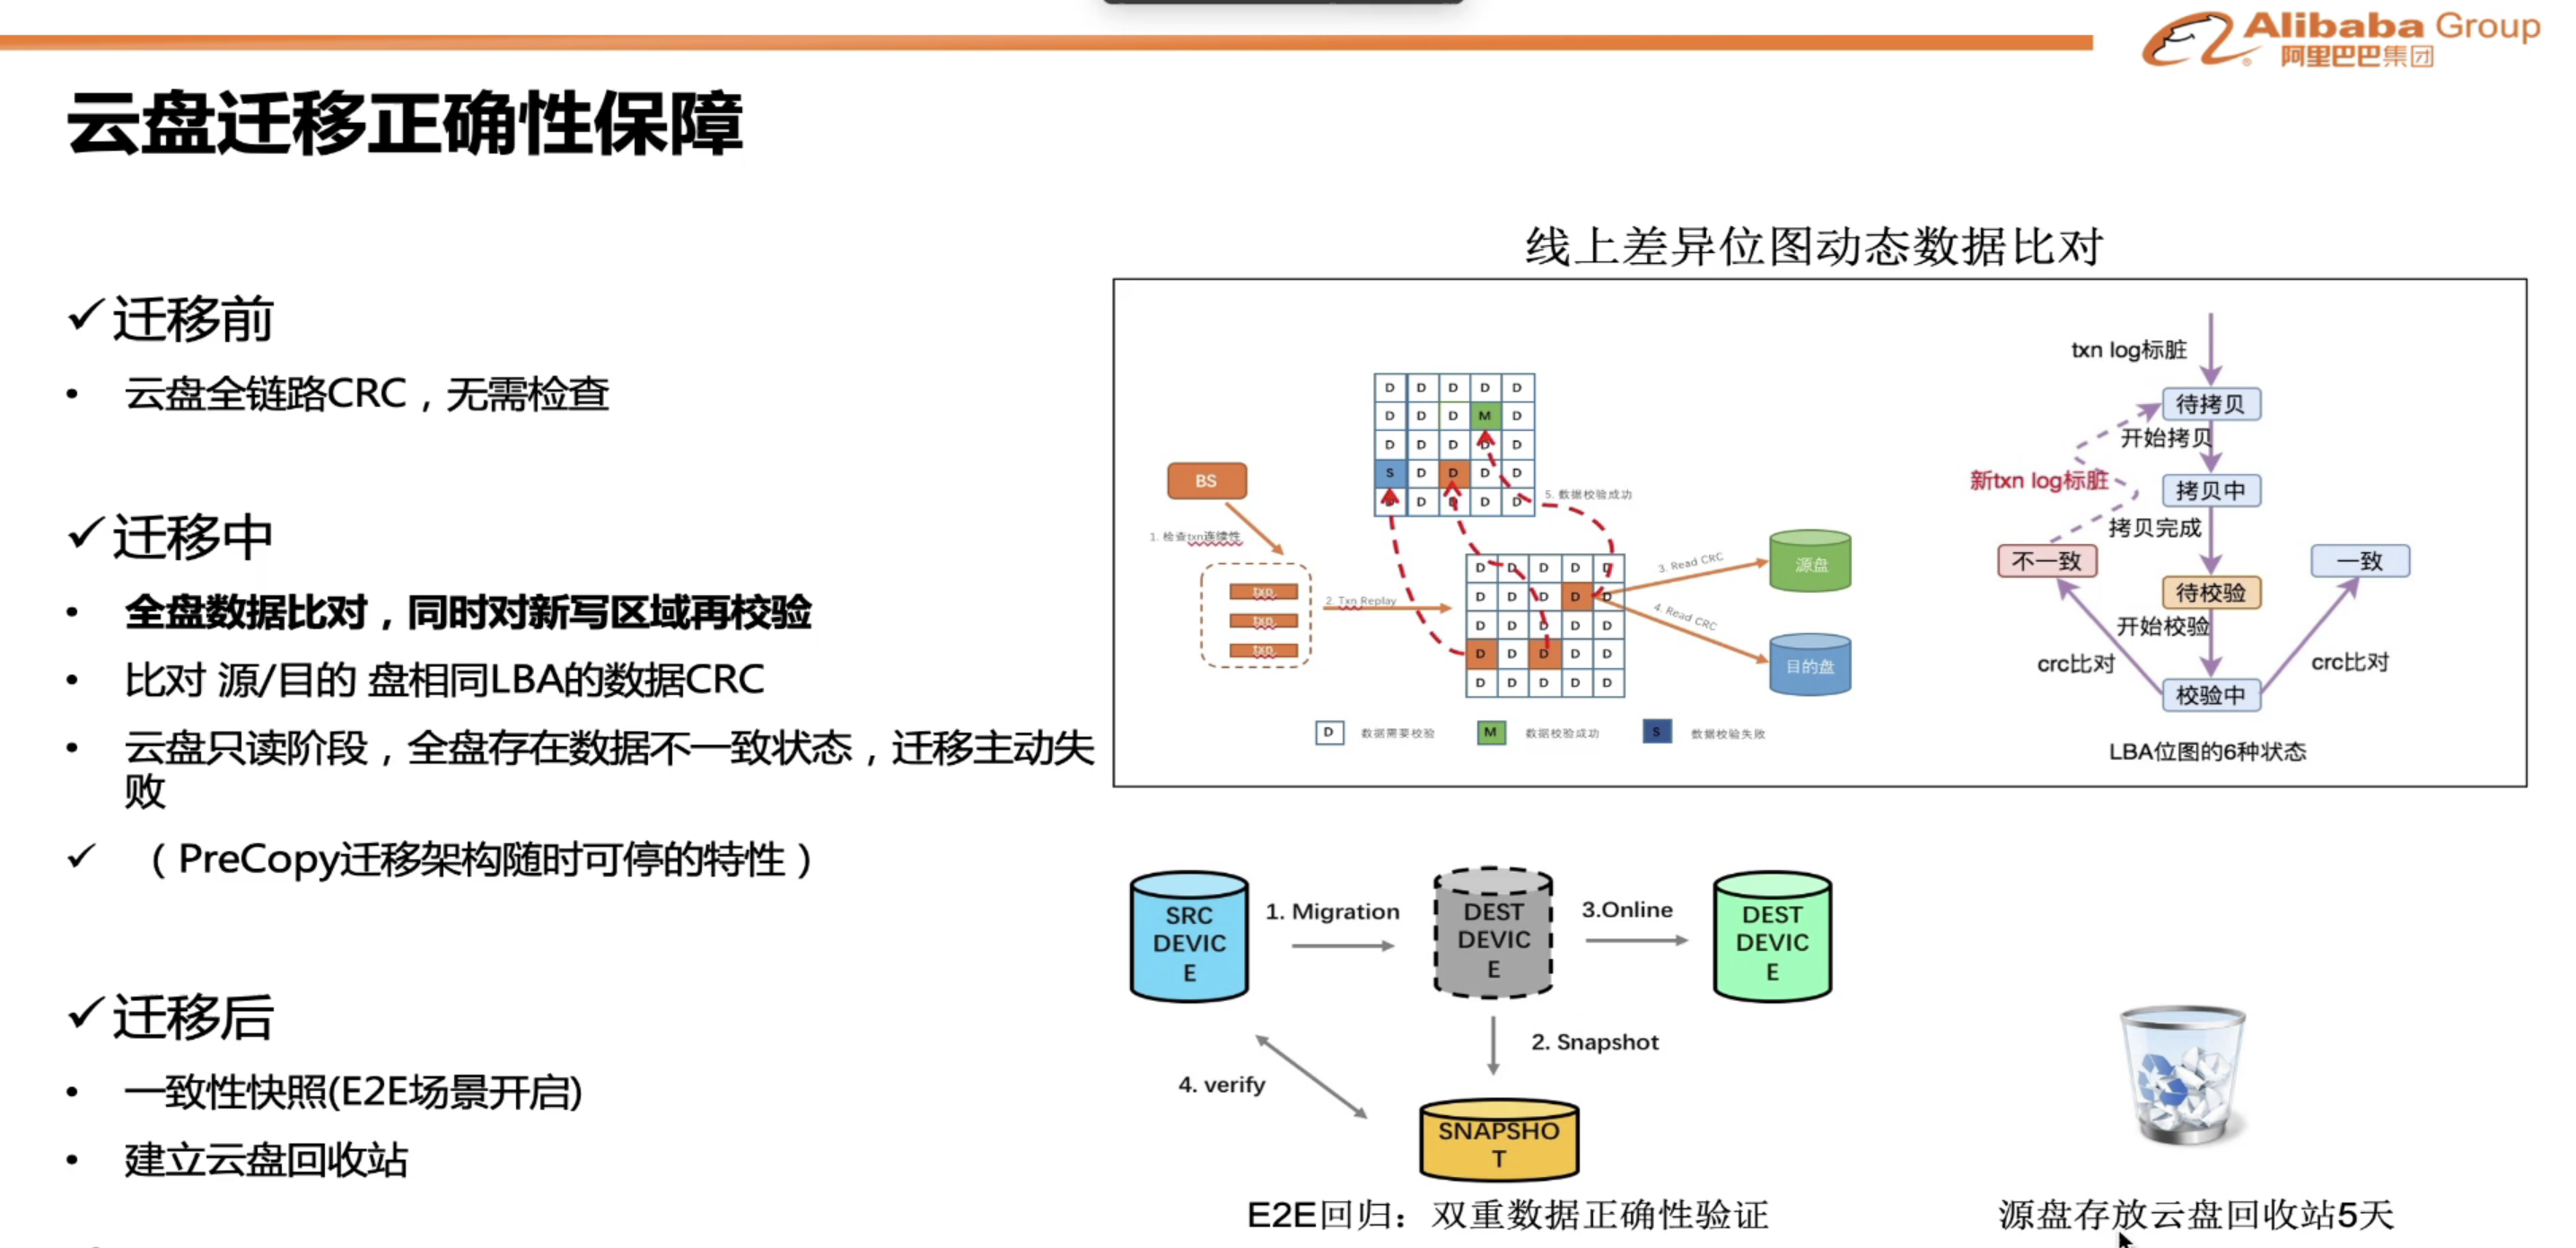 Alibaba Group
阿里巴巴集团
云盘迁移正确性保障
✓迁移前
• 云盘全链路CRC，无需检查
✓迁移中
• 全盘数据比对，同时对新写区域再校验
• 比对 源/目的 盘相同LBA的数据CRC
• 云盘只读阶段，全盘存在数据不一致状态，迁移主动失
败
✓ （PreCopy迁移架构随时可停的特性）
✓迁移后
• 一致性快照(E2E场景开启)
• 建立云盘回收站
线上差异位图动态数据比对
BS
1. 检查txn连续性
txn
txn
txn
2. Txn Replay
D D D D D
D D D M D
D D D D D
S D D D D
D D D D
5. 数据校验成功
D D D D D
D D D D D
D D D D D
D D D D D
D D D D D
3. Read CRC
4. Read CRC
源盘
目的盘
D 数据需要校验
M 数据校验成功
S 数据校验失败
txn log标脏
待拷贝
开始拷贝
新txn log标脏
拷贝中
拷贝完成
不一致
一致
待校验
开始校验
crc比对
crc比对
校验中
LBA位图的6种状态
SRC
DEVIC
E
1. Migration
DEST
DEVIC
E
3.Online
DEST
DEVIC
E
2. Snapshot
4. verify
SNAPSHO
T
E2E回归：双重数据正确性验证
源盘存放云盘回收站5天